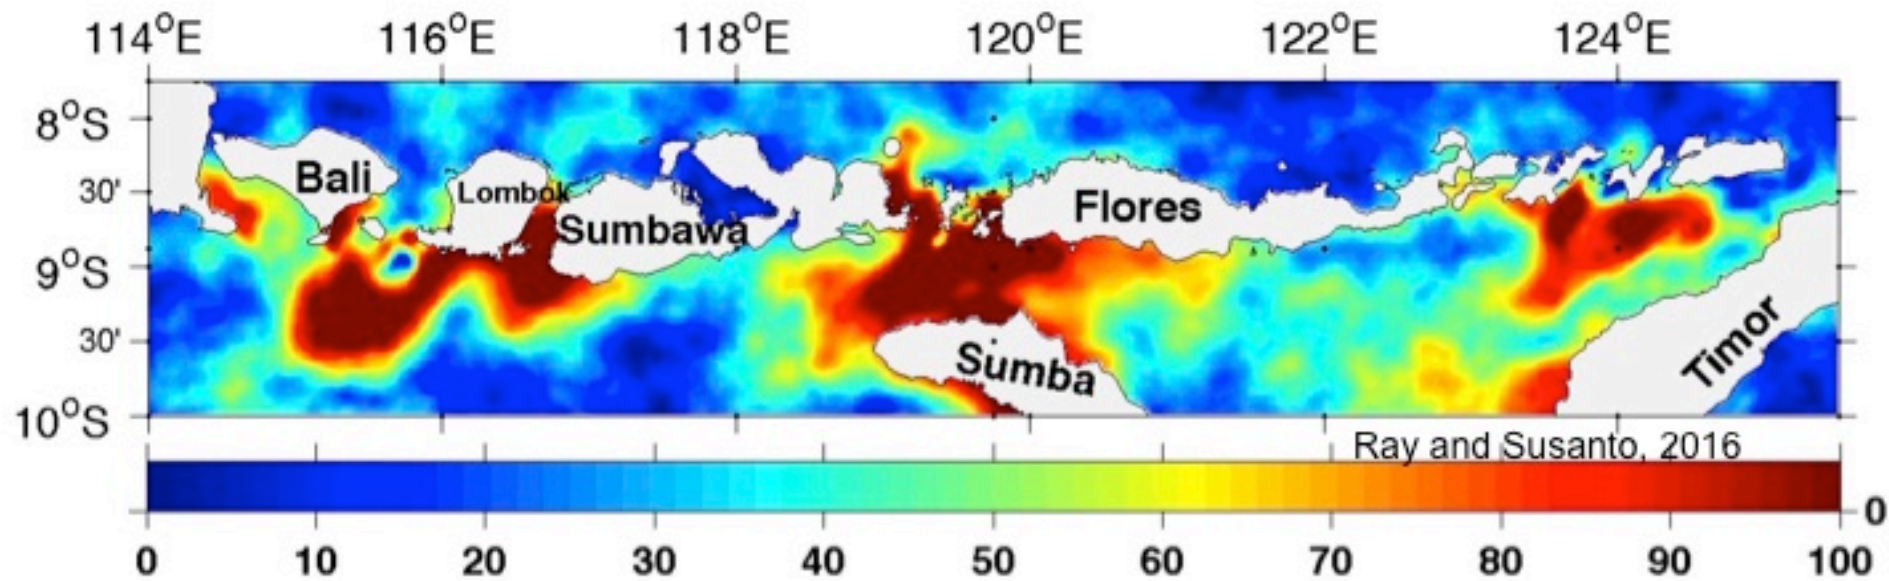 114°E 116°E 118°E 120°E 122°E 124°E
8°S
30'
9°S
30'
10°S
Bali
Lombok
Sumbawa
Flores
Sumba
Timor
Ray and Susanto, 2016
0
0 10 20 30 40 50 60 70 80 90 100